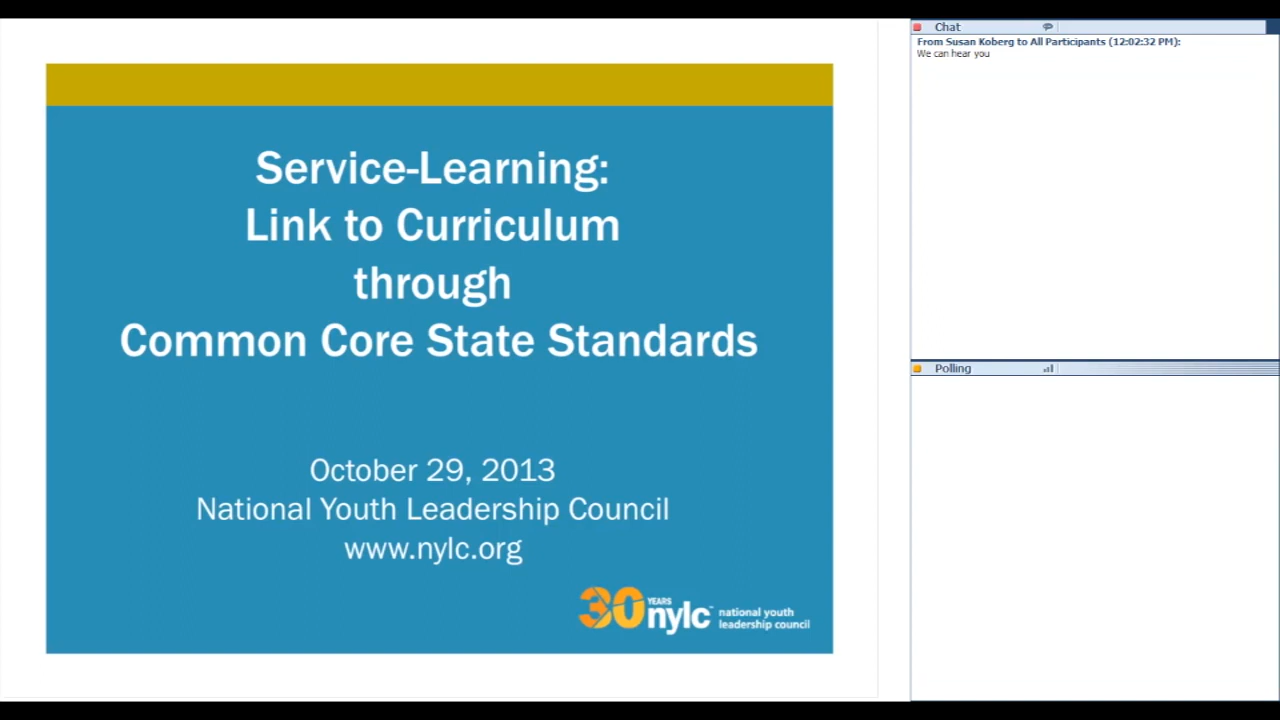 Service-Learning:
Link to Curriculum
through
Common Core State Standards
October 29, 2013
National Youth Leadership Council
www.nylc.org
30 YEARS
nylc™
national youth
leadership council
Chat
From Susan Koberg to All Participants (12:02:32 PM):
We can hear you
Polling